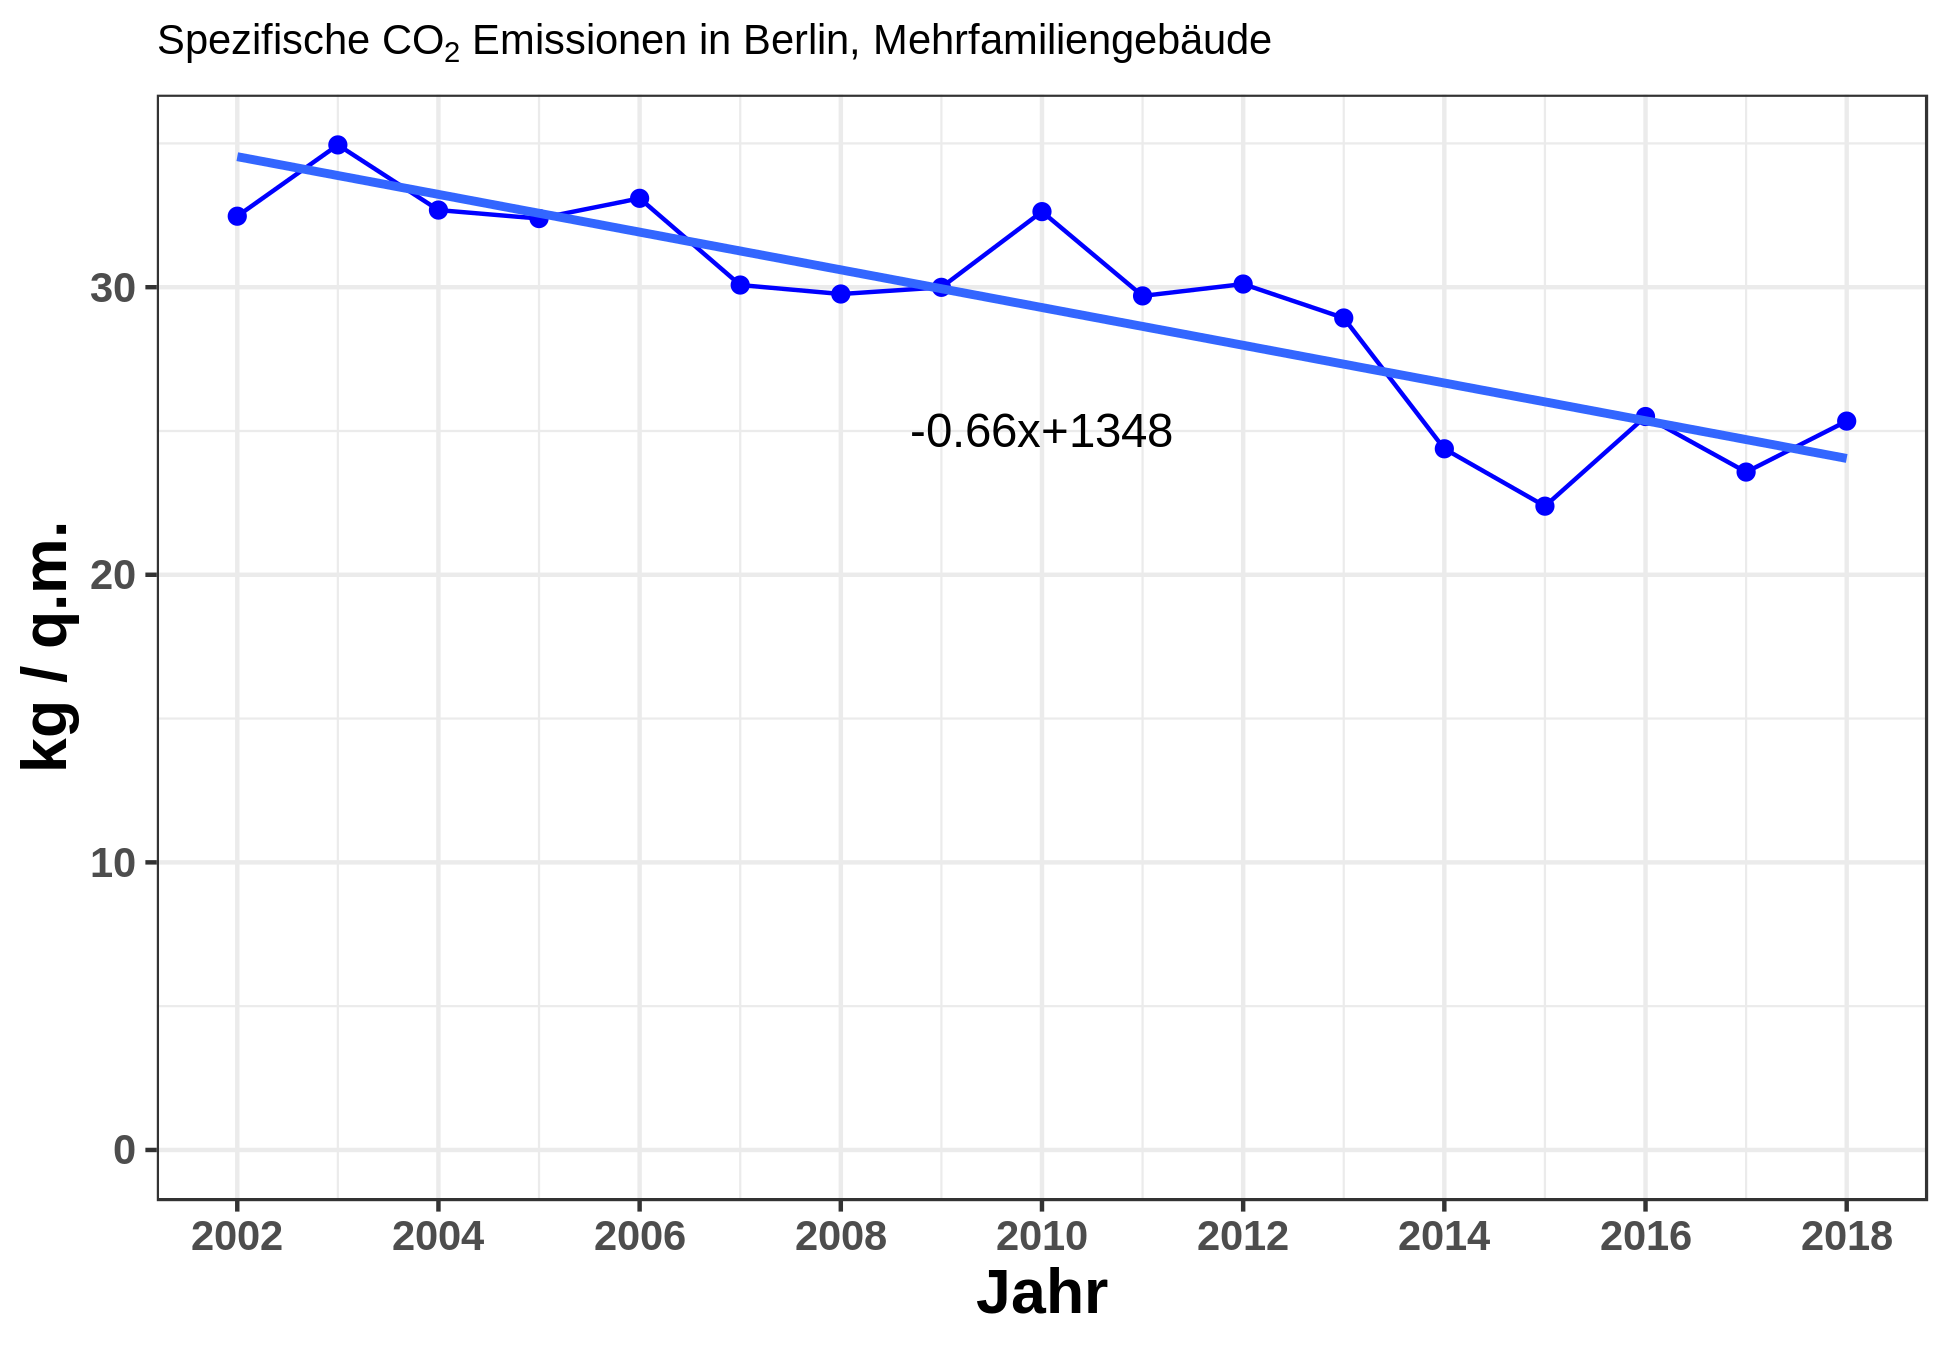 Spezifische CO₂ Emissionen in Berlin, Mehrfamiliengebäude
30
20
10
0
kg / q.m.
-0.66x+1348
2002 2004 2006 2008 2010 2012 2014 2016 2018
Jahr